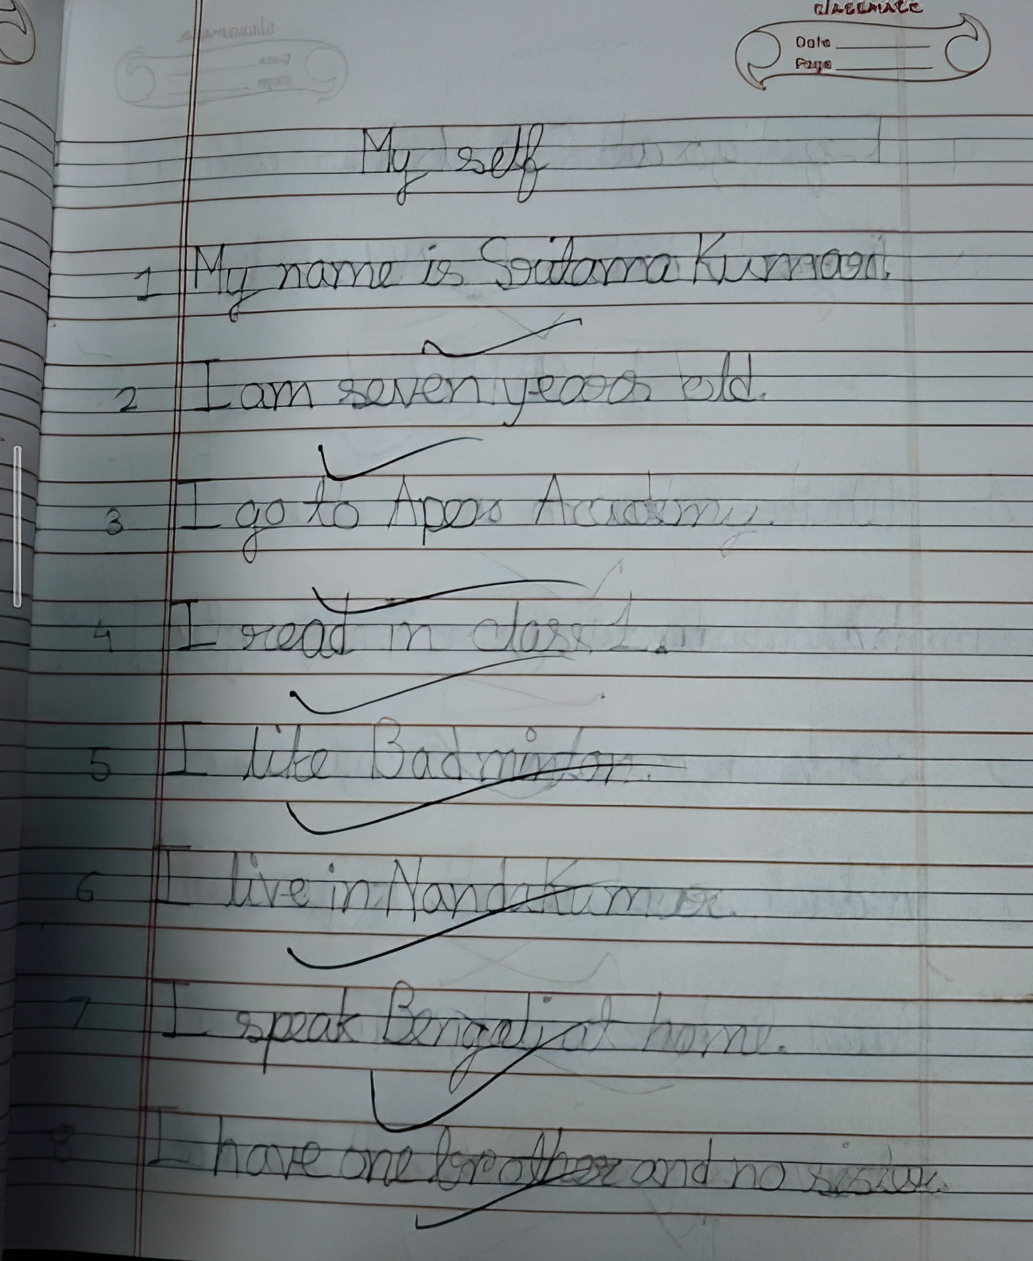 classmate
Date
Page
My self
1 My name is Sritama Kumari.
2 I am seven years old.
3 I go to Apex Academy.
4 I read in class 1.
5 I like Badminton.
6 I live in NandaKumar.
7 I speak Bengali at home.
8 I have one brother and no sister.